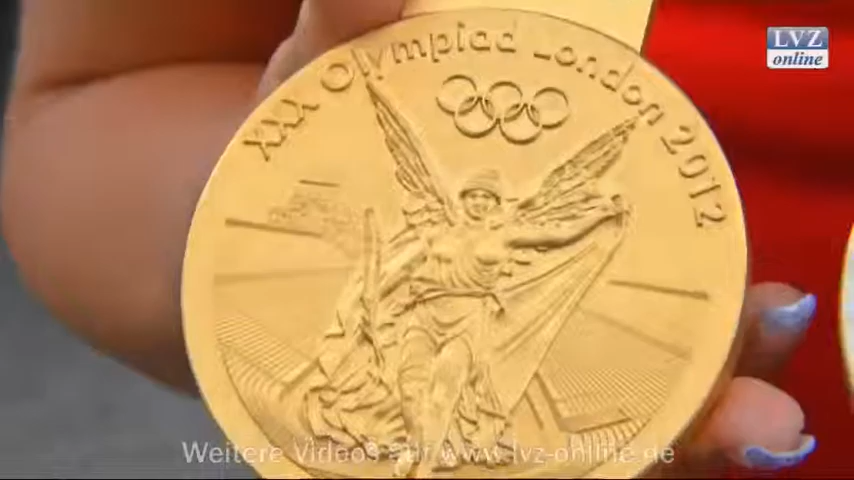 XXX Olympiad London 2012
LVZ
online
Weitere Videos auf www.lvz-online.de